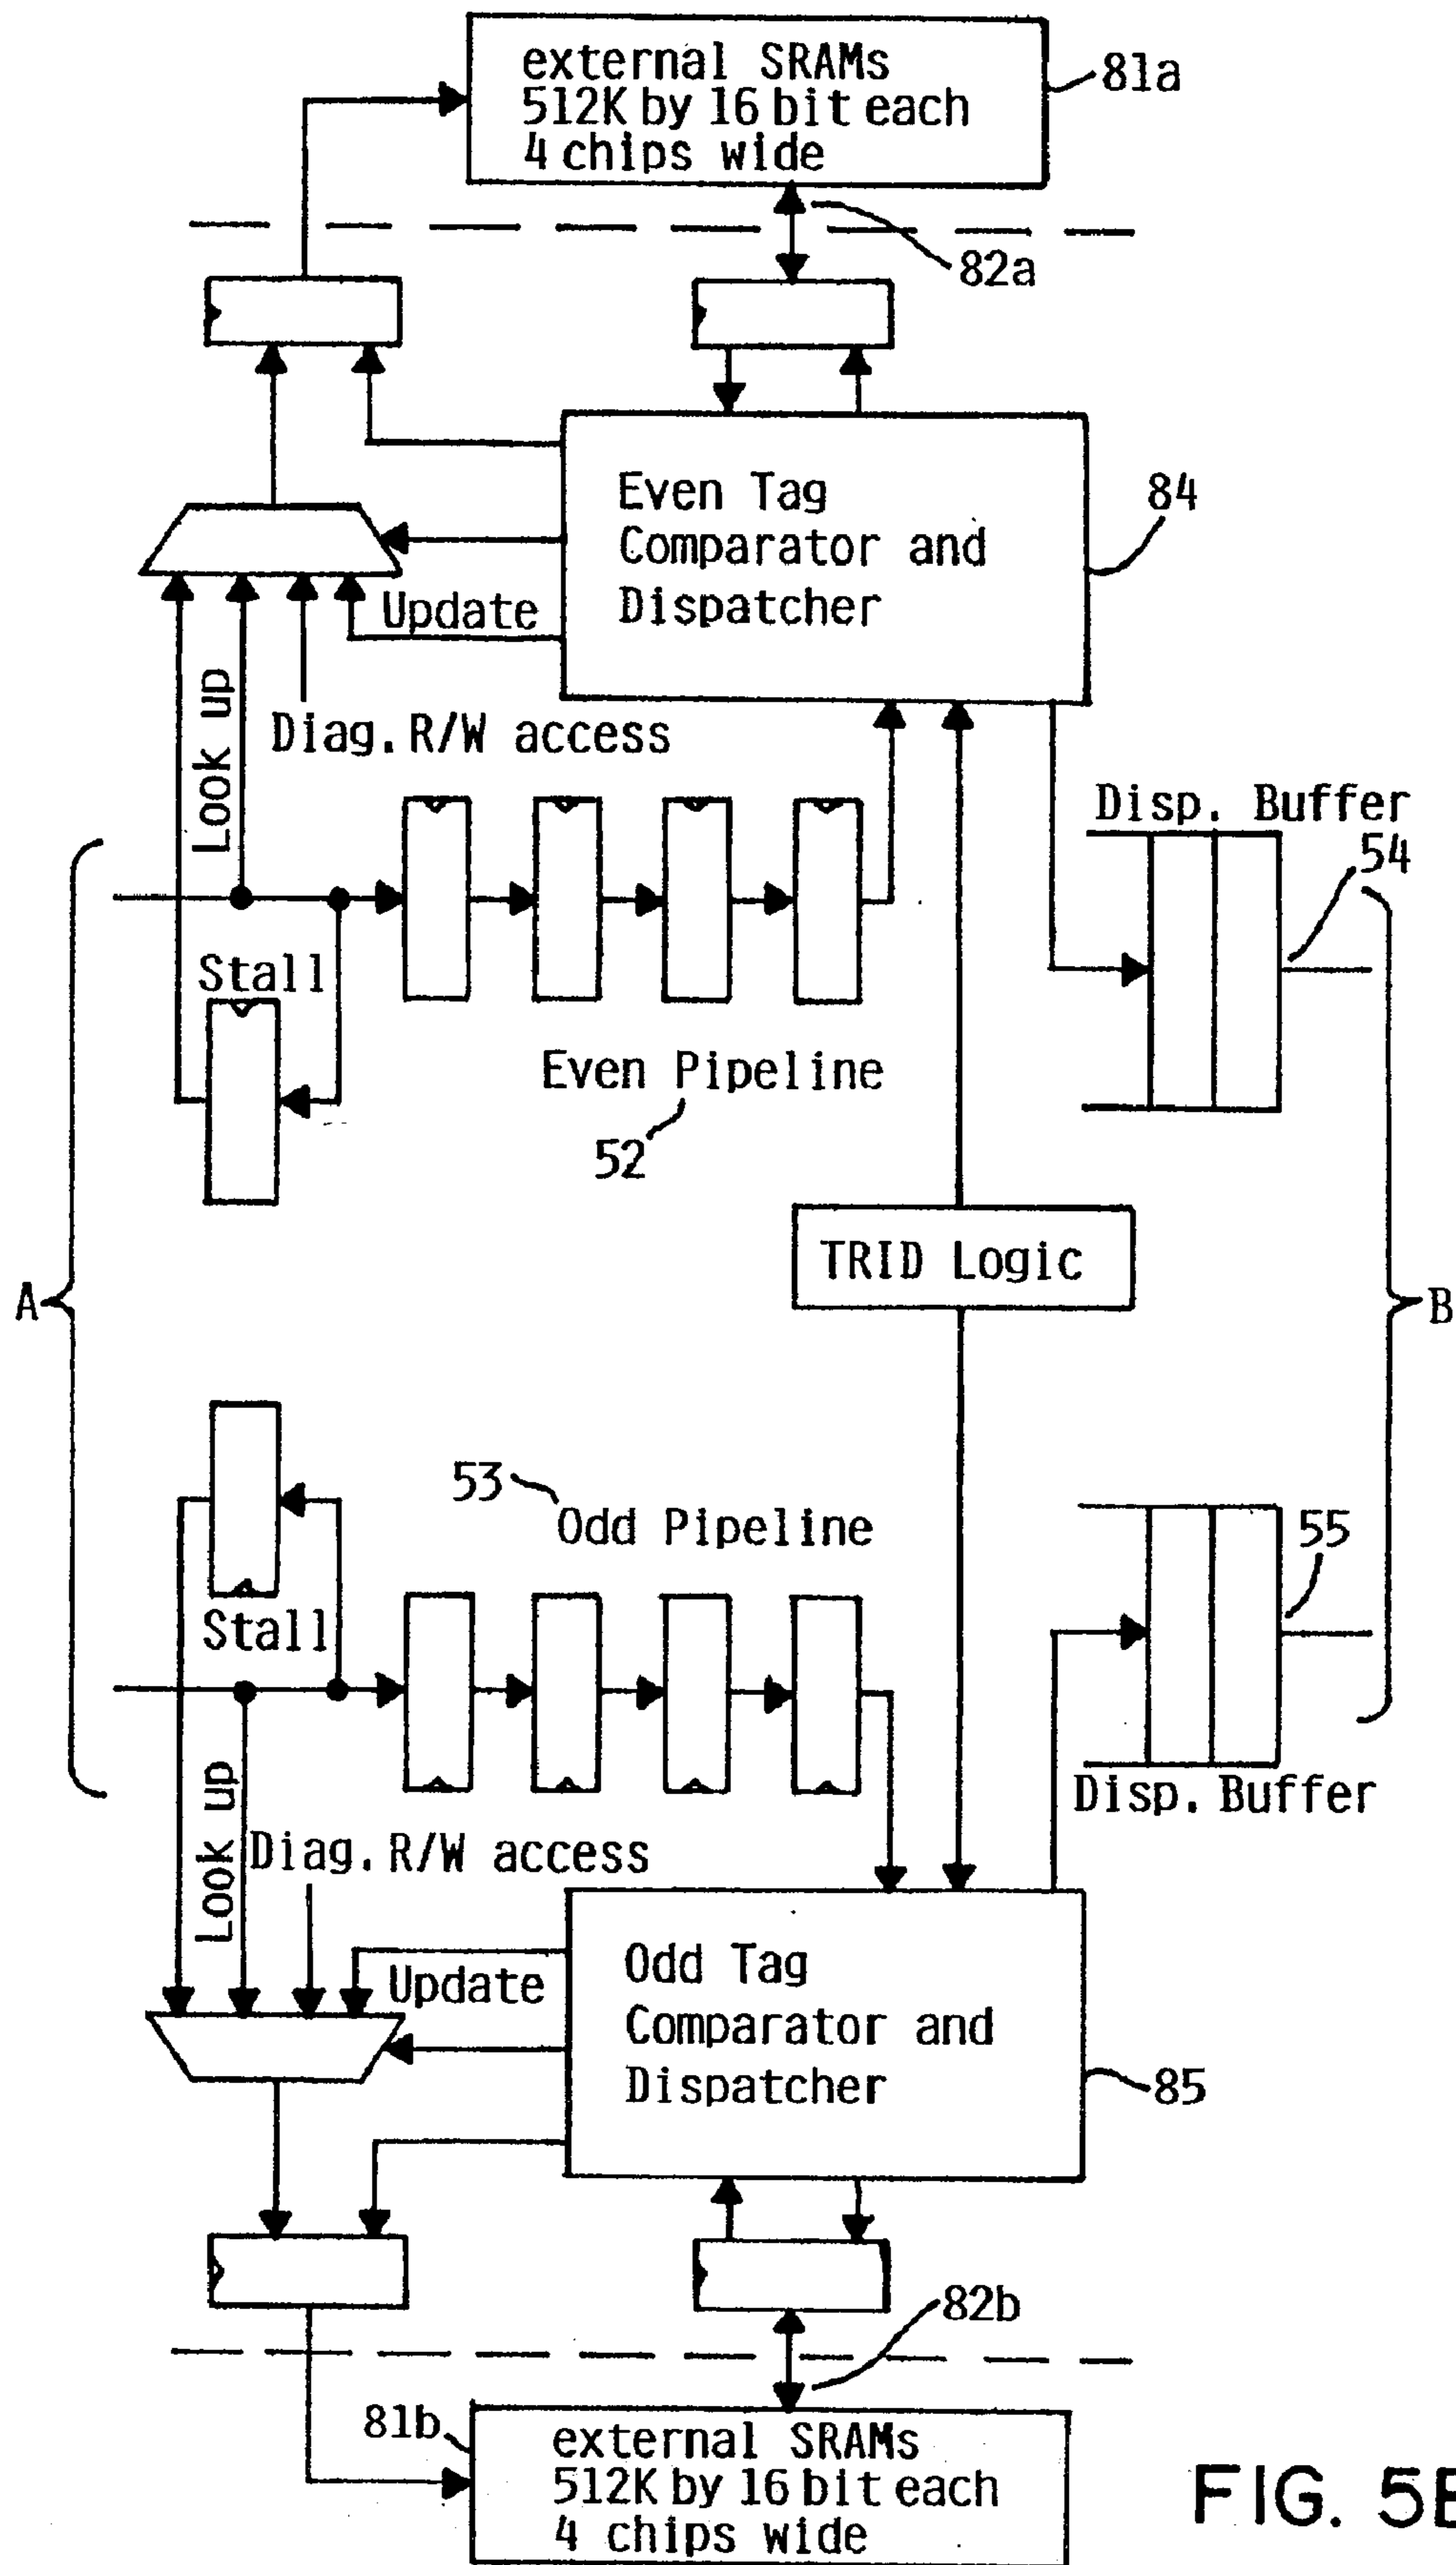 external SRAMs
512K by 16 bit each
4 chips wide
81a
82a
Even Tag
Comparator and
Dispatcher
84
Update
Look up
Diag. R/W access
Disp. Buffer
54
Stall
Even Pipeline
52
TRID Logic
A
B
53
Odd Pipeline
55
Stall
Disp. Buffer
Look up
Diag. R/W access
Update
Odd Tag
Comparator and
Dispatcher
85
82b
81b
external SRAMs
512K by 16 bit each
4 chips wide
FIG. 5B